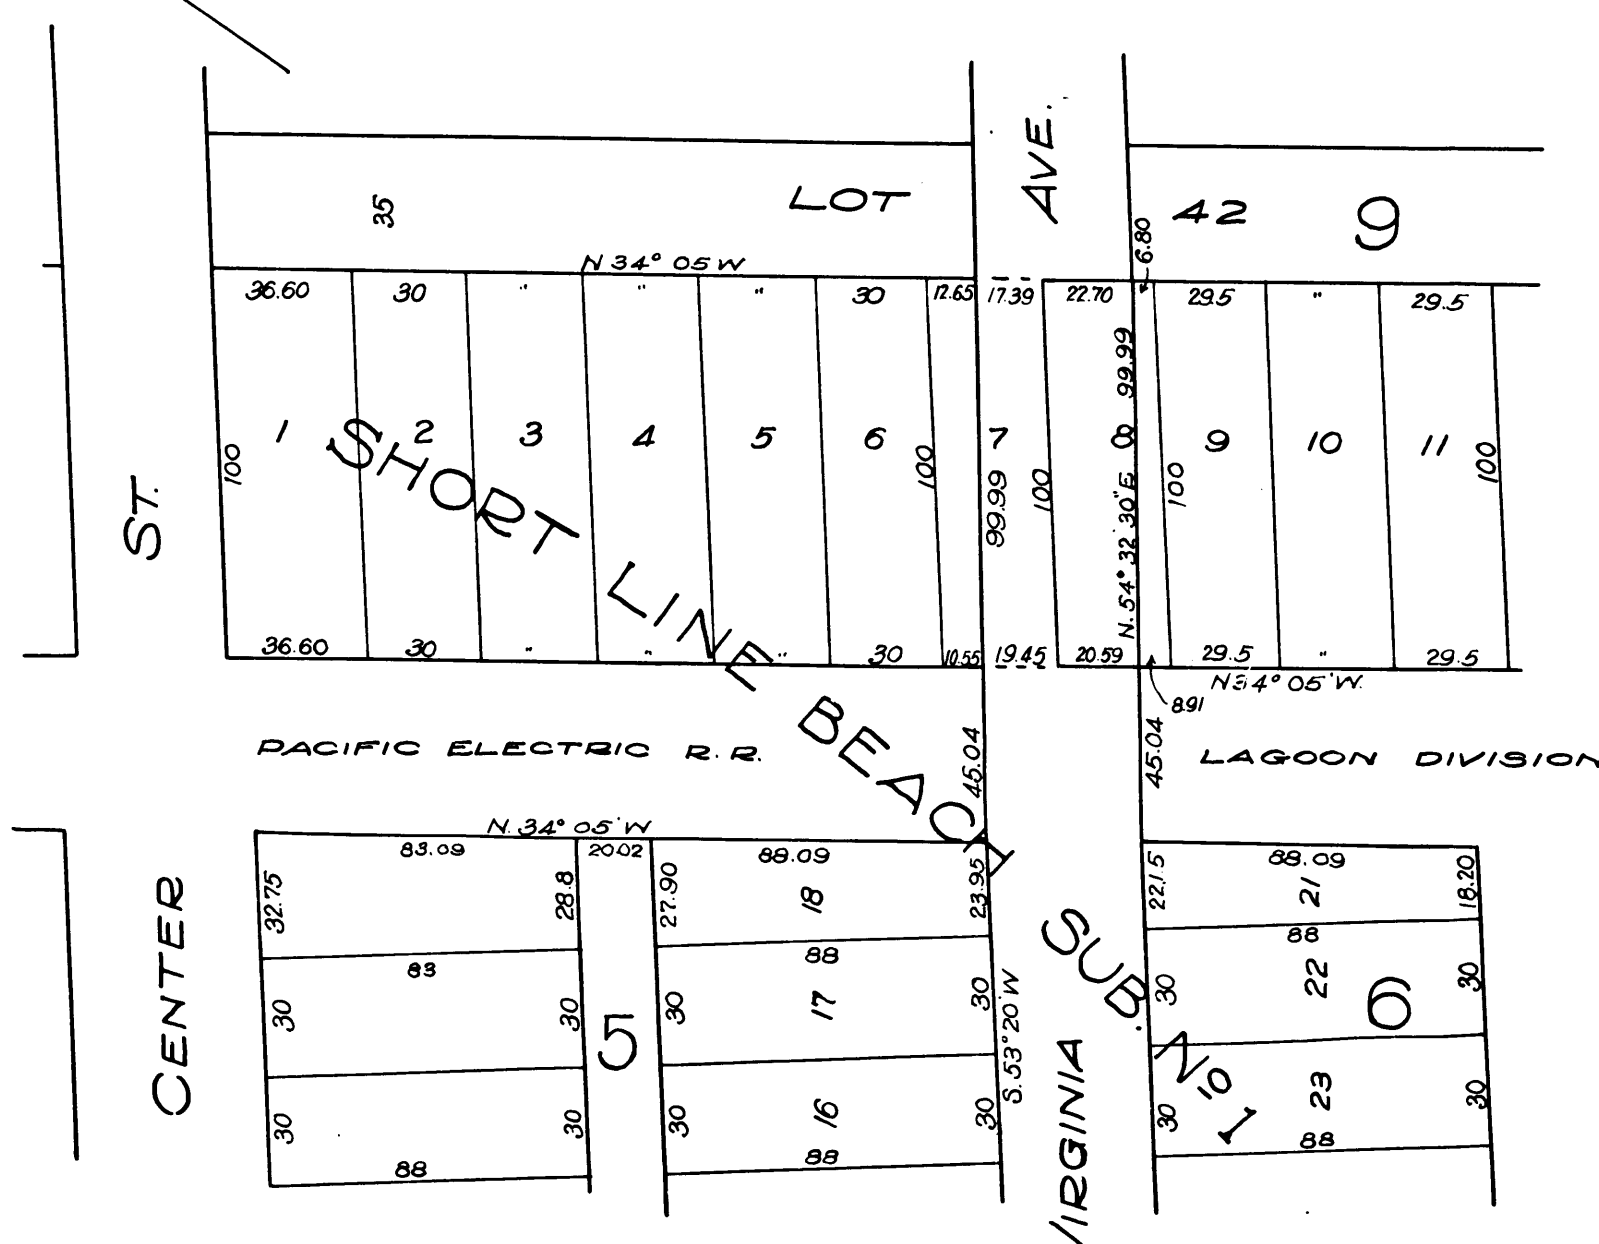 AVE.
LOT
42
9
35
6.80
N 34° 05' W
36.60 30 " " " 30 12.65 17.39 22.70 29.5 " 29.5
1 2 3 4 5 6 7 8 9 10 11
100 100 99.99 100 N. 54° 32' 30" E 99.99 100 100
36.60 30 " " " 30 10.55 19.45 20.59 29.5 " 29.5
N 34° 05' W.
8.91
ST.
CENTER
SHORT LINE BEACH SUB. No 1
PACIFIC ELECTRIC R.R.
45.04
45.04
LAGOON DIVISION
N. 34° 05' W
83.09 20.02 88.09 88.09
32.75 28.8 27.90 18 23.95 22.15 21 18.20
83 88 88
30 30 30 17 30 30 22 30
5
6
S. 53° 20' W
30 30 30 16 30 30 23 30
88 88 88
VIRGINIA